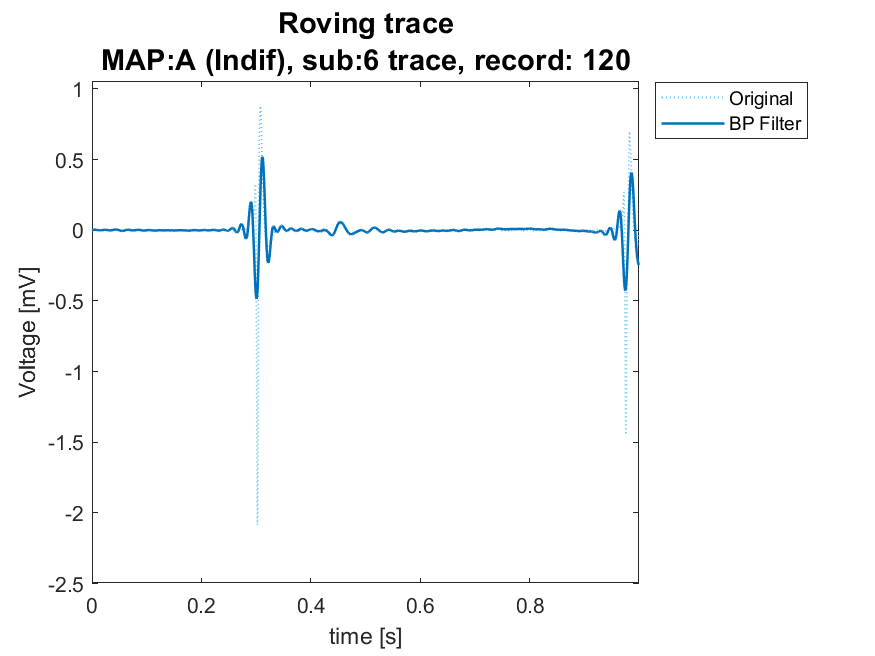 Roving trace
MAP:A (Indif), sub:6 trace, record: 120
Original
BP Filter
1
0.5
0
-0.5
-1
-1.5
-2
-2.5
Voltage [mV]
0 0.2 0.4 0.6 0.8
time [s]